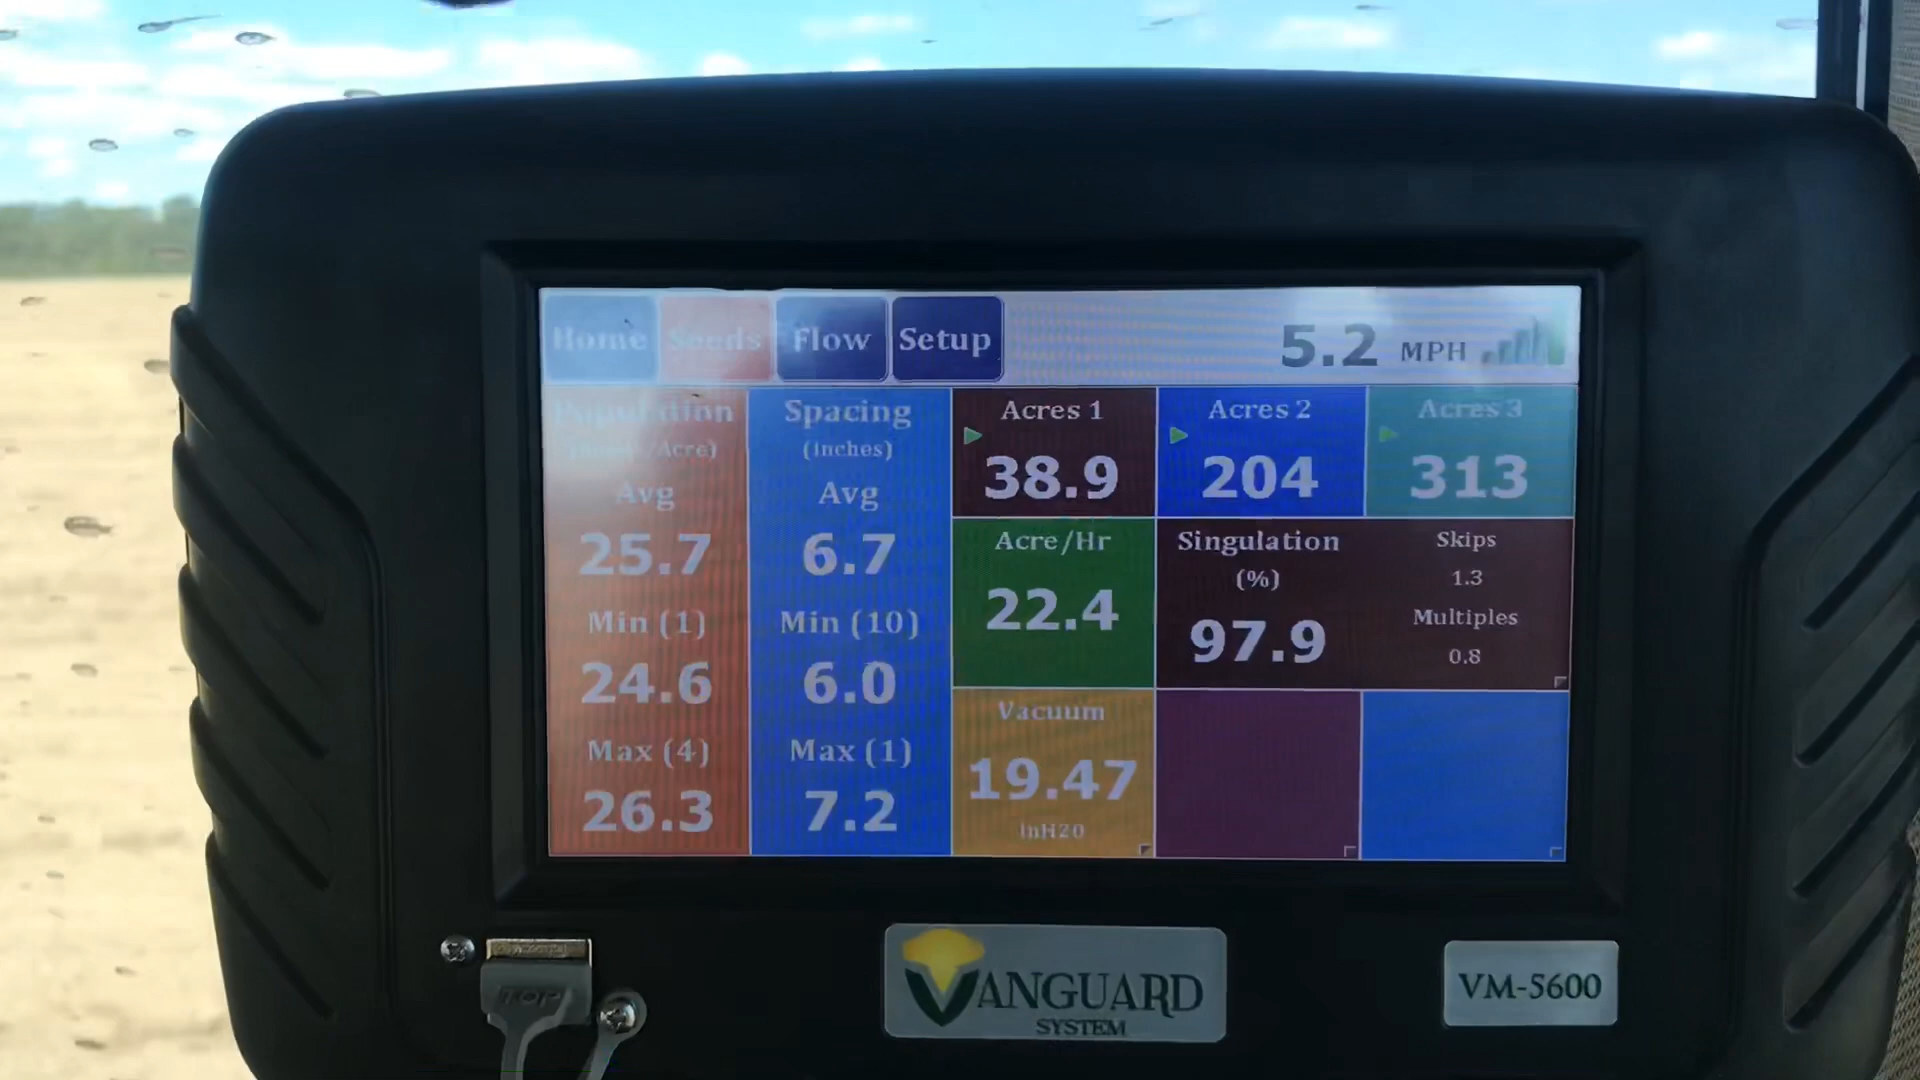 Home Seeds Flow Setup 5.2 MPH
Population
Avg
25.7
Min (1)
24.6
Max (4)
26.3
Spacing
(inches)
Avg
6.7
Min (10)
6.0
Max (1)
7.2
Acres 1
38.9
Acres 2
204
Acres 3
313
Acre/Hr
22.4
Singulation
(%)
97.9
Skips
1.3
Multiples
0.8
Vacuum
19.47
inH20
VANGUARD
SYSTEM
VM-5600